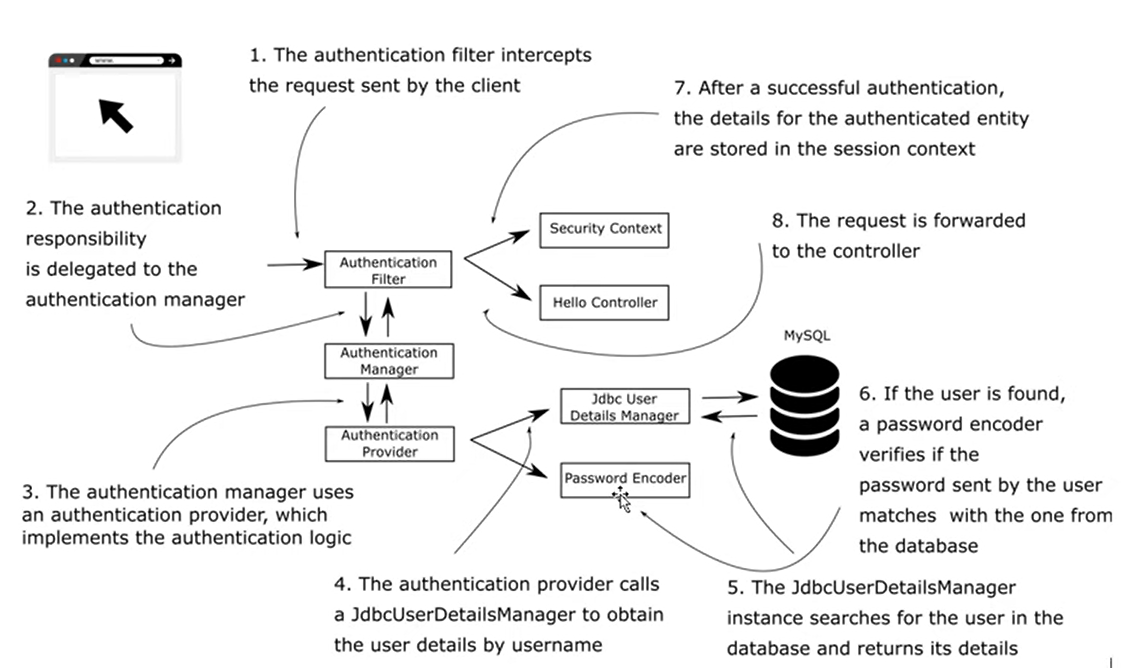 www.
1. The authentication filter intercepts
the request sent by the client
7. After a successful authentication,
the details for the authenticated entity
are stored in the session context
2. The authentication
responsibility
is delegated to the
authentication manager
8. The request is forwarded
to the controller
Security Context
Authentication
Filter
Hello Controller
MySQL
Authentication
Manager
Jdbc User
Details Manager
6. If the user is found,
a password encoder
verifies if the
password sent by the user
matches with the one from
the database
Authentication
Provider
Password Encoder
3. The authentication manager uses
an authentication provider, which
implements the authentication logic
4. The authentication provider calls
a JdbcUserDetailsManager to obtain
the user details by username
5. The JdbcUserDetailsManager
instance searches for the user in the
database and returns its details